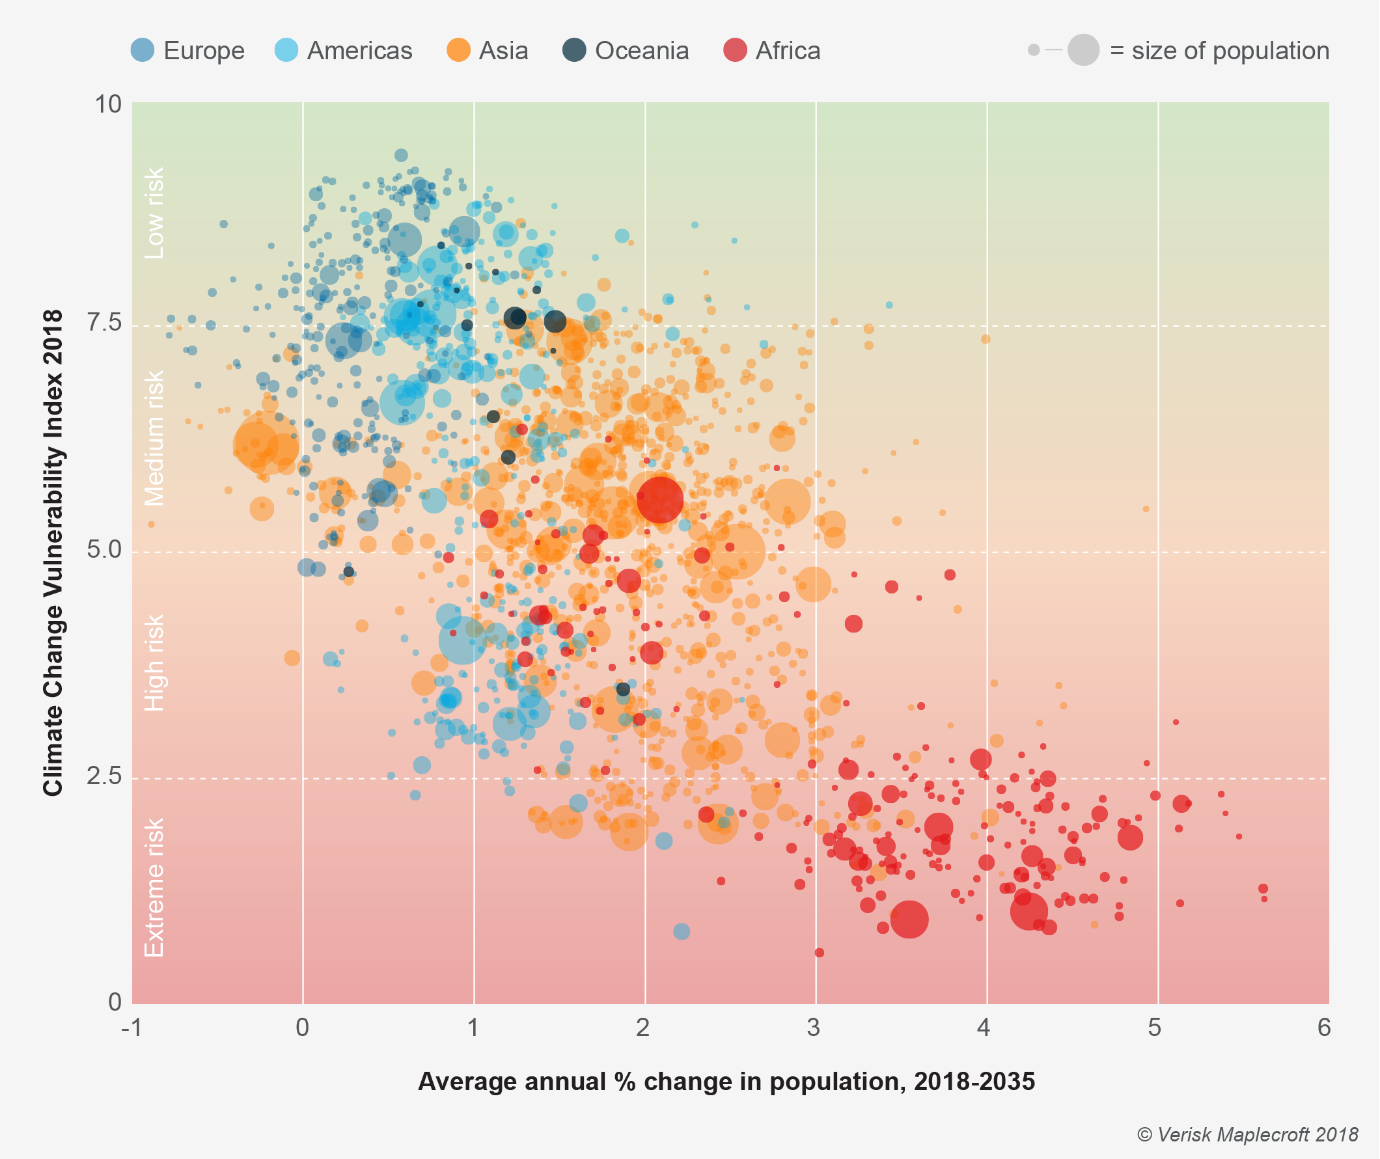 Europe Americas Asia Oceania Africa = size of population
10
7.5
5.0
2.5
0
Climate Change Vulnerability Index 2018
Low risk
Medium risk
High risk
Extreme risk
-1 0 1 2 3 4 5 6
Average annual % change in population, 2018-2035
© Verisk Maplecroft 2018